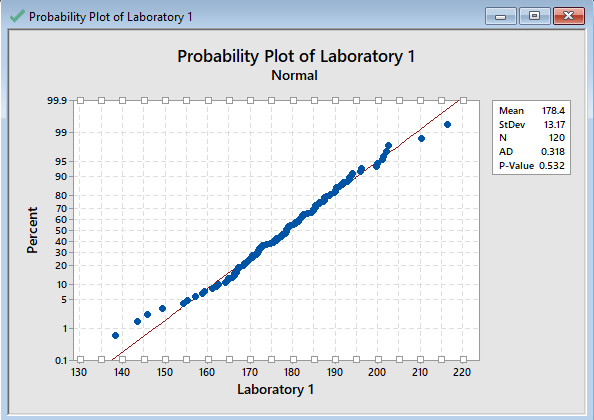 Probability Plot of Laboratory 1
Probability Plot of Laboratory 1
Normal
99.9
99
95
90
80
70
60
50
40
30
20
10
5
1
0.1
Percent
130 140 150 160 170 180 190 200 210 220
Laboratory 1
Mean 178.4
StDev 13.17
N 120
AD 0.318
P-Value 0.532